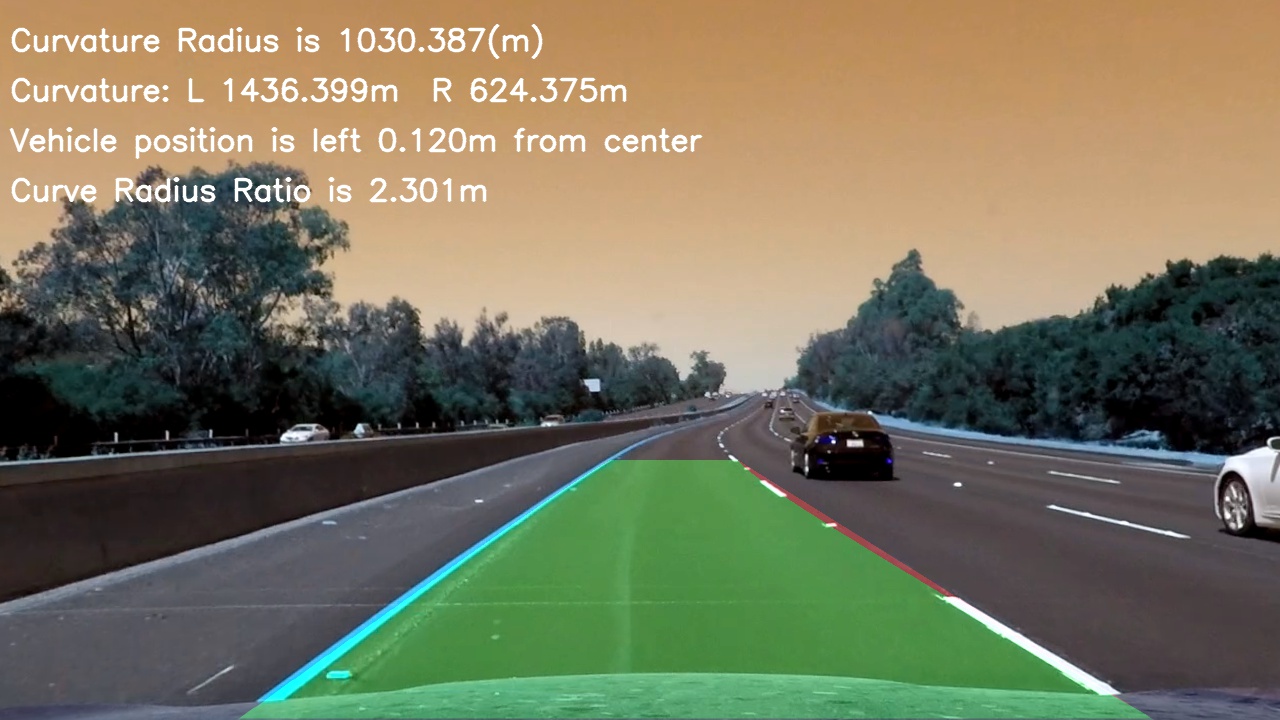 Curvature Radius is 1030.387(m)
Curvature: L 1436.399m R 624.375m
Vehicle position is left 0.120m from center
Curve Radius Ratio is 2.301m